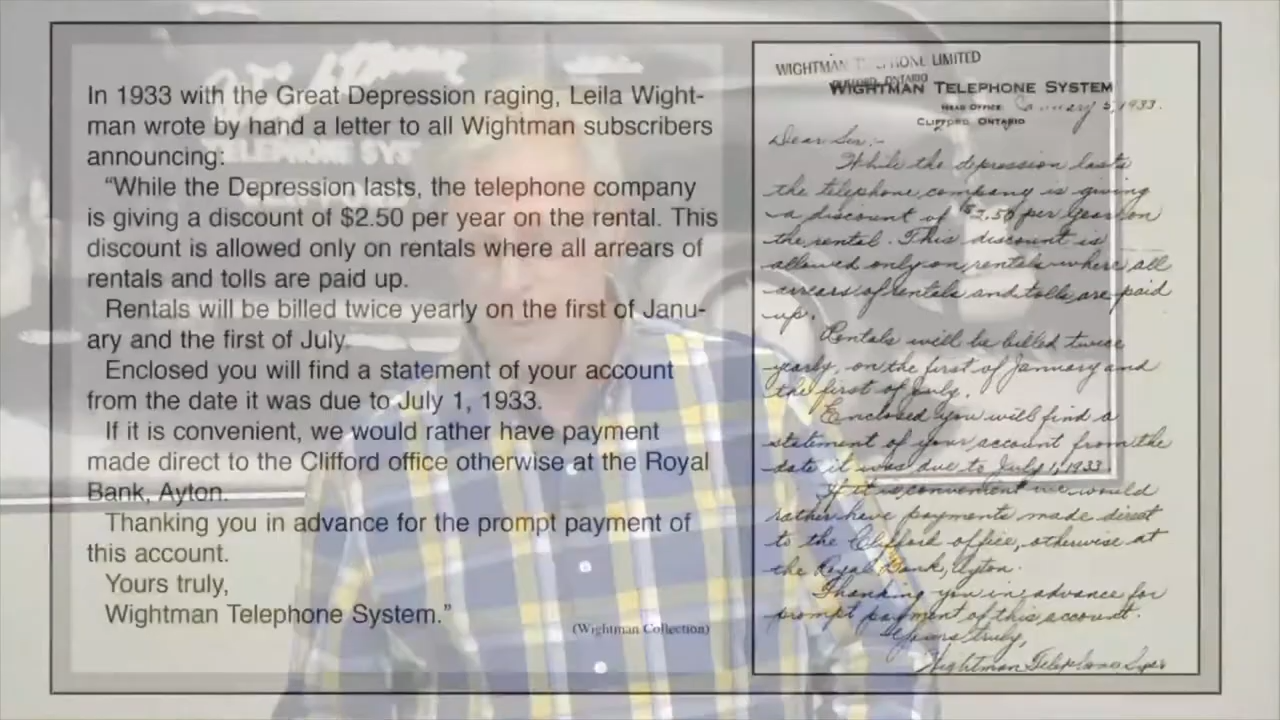 In 1933 with the Great Depression raging, Leila Wight-
man wrote by hand a letter to all Wightman subscribers
announcing:
“While the Depression lasts, the telephone company
is giving a discount of $2.50 per year on the rental. This
discount is allowed only on rentals where all arrears of
rentals and tolls are paid up.
Rentals will be billed twice yearly on the first of Janu-
ary and the first of July.
Enclosed you will find a statement of your account
from the date it was due to July 1, 1933.
If it is convenient, we would rather have payment
made direct to the Clifford office otherwise at the Royal
Bank, Ayton.
Thanking you in advance for the prompt payment of
this account.
Yours truly,
Wightman Telephone System.”
(Wightman Collection)
WIGHTMAN TELEPHONE LIMITED
CLIFFORD, ONTARIO
WIGHTMAN TELEPHONE SYSTEM
HEAD OFFICE
CLIFFORD, ONTARIO
January 5, 1933.
Dear Sir:-
While the depression lasts
the telephone company is giving
a discount of $2.50 per year on
the rental. This discount is
allowed only on rentals where all
arrears of rentals and tolls are paid
up.
Rentals will be billed twice
yearly, on the first of January and
the first of July.
Enclosed you will find a
statement of your account from the
date it was due to July 1, 1933.
If it is convenient we would
rather have payments made direct
to the Clifford office, otherwise at
the Royal Bank, Ayton.
Thanking you in advance for
prompt payment of this account.
Yours truly,
Wightman Telephone System
TELEPHONE SYS